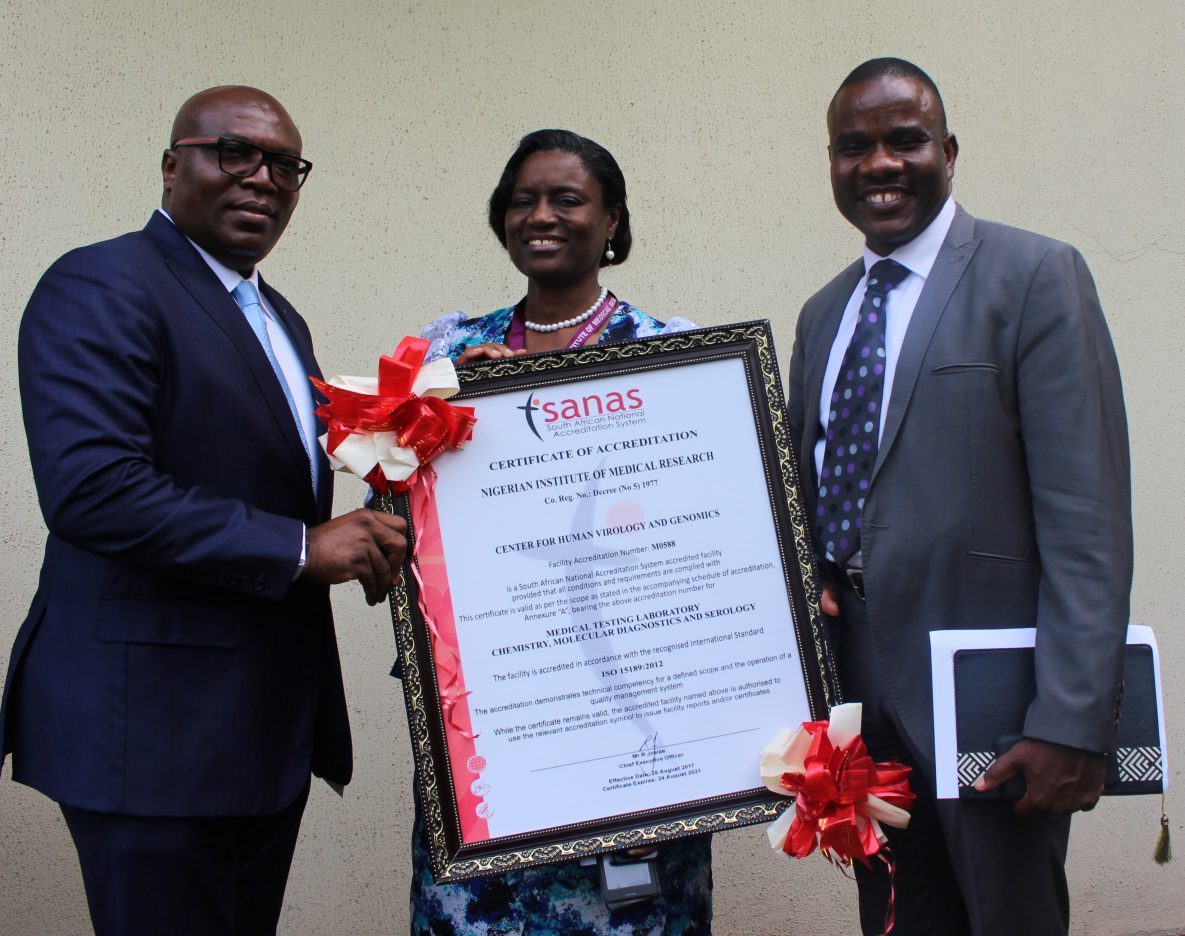 INSTITUTE OF MEDICAL RES
sanas
South African National
Accreditation System
CERTIFICATE OF ACCREDITATION
NIGERIAN INSTITUTE OF MEDICAL RESEARCH
Co. Reg. No.: Decree (No 5) 1977
CENTER FOR HUMAN VIROLOGY AND GENOMICS
Facility Accreditation Number: M0588
is a South African National Accreditation System accredited facility
provided that all conditions and requirements are complied with
This certificate is valid as per the scope as stated in the accompanying schedule of accreditation,
Annexure "A", bearing the above accreditation number for
MEDICAL TESTING LABORATORY
CHEMISTRY, MOLECULAR DIAGNOSTICS AND SEROLOGY
The facility is accredited in accordance with the recognised international Standard
ISO 15189:2012
The accreditation demonstrates technical competency for a defined scope and the operation of a
quality management system
While the certificate remains valid, the accredited facility named above is authorised to
use the relevant accreditation symbol to issue facility reports and/or certificates
Mr R Josias
Chief Executive Officer
Effective Date: 25 August 2017
Certificate Expires: 24 August 2021